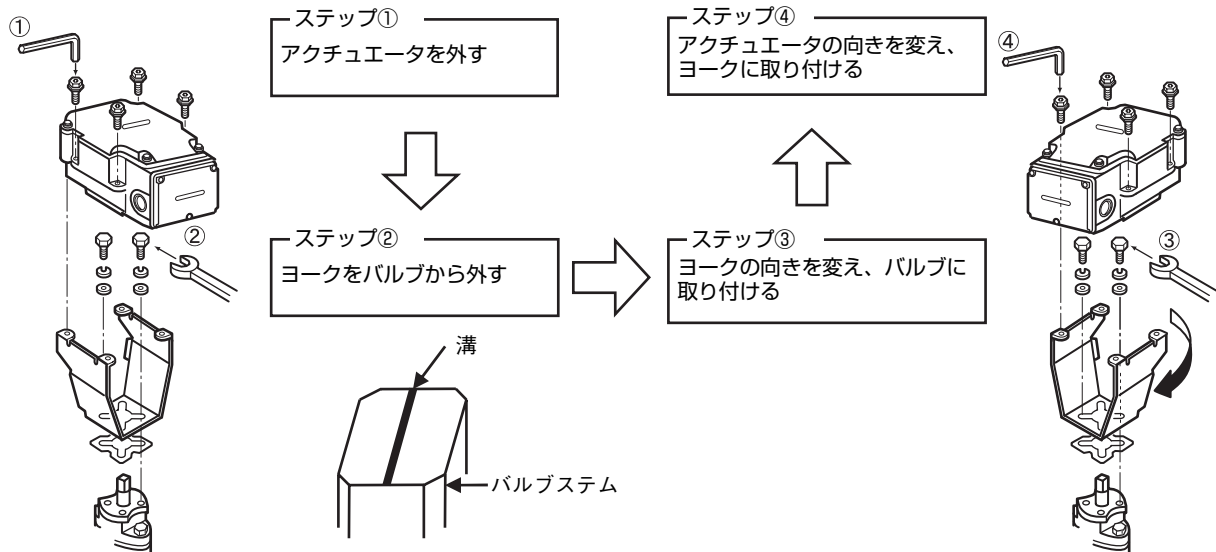 ①
ステップ①
アクチュエータを外す
②
ステップ②
ヨークをバルブから外す
溝
バルブステム
ステップ③
ヨークの向きを変え、バルブに
取り付ける
③
ステップ④
アクチュエータの向きを変え、
ヨークに取り付ける
④